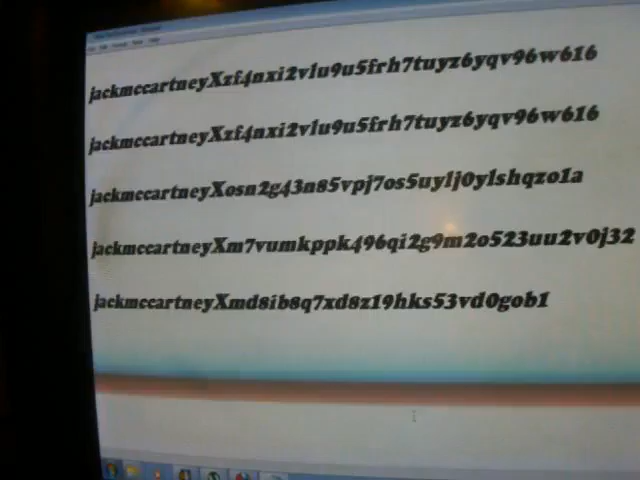 jackmccartneyXzf4nxi2vlu9u5frh7tuyz6yqv96w616
jackmccartneyXzf4nxi2vlu9u5frh7tuyz6yqv96w616
jackmccartneyXosn2g43n85vpj7os5uylj0ylshqzo1a
jackmccartneyXm7vumkppk496qi2g9m2o523uu2v0j32
jackmccartneyXmd8ib8q7xd8z19hks53vd0gob1